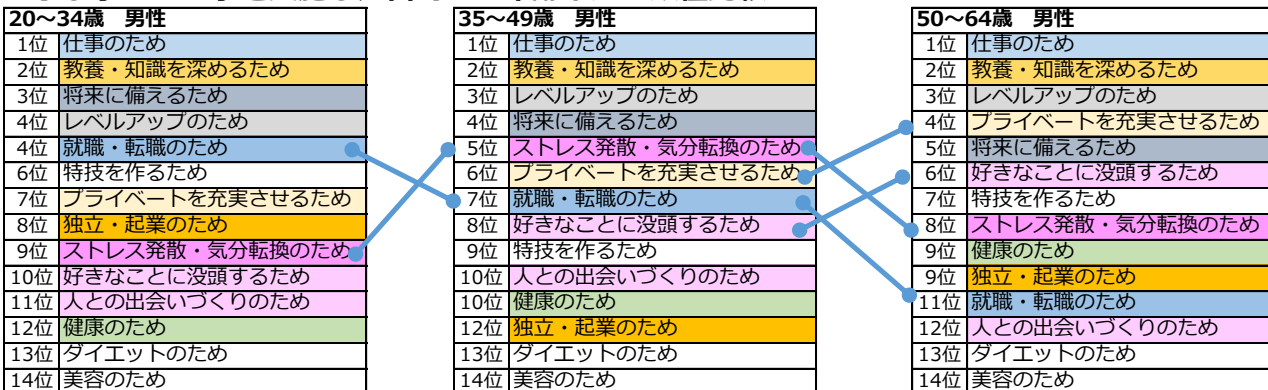 20～34歳　男性
1位 仕事のため
2位 教養・知識を深めるため
3位 将来に備えるため
4位 レベルアップのため
4位 就職・転職のため
6位 特技を作るため
7位 プライベートを充実させるため
8位 独立・起業のため
9位 ストレス発散・気分転換のため
10位 好きなことに没頭するため
11位 人との出会いづくりのため
12位 健康のため
13位 ダイエットのため
14位 美容のため
35～49歳　男性
1位 仕事のため
2位 教養・知識を深めるため
3位 レベルアップのため
4位 将来に備えるため
5位 ストレス発散・気分転換のため
6位 プライベートを充実させるため
7位 就職・転職のため
8位 好きなことに没頭するため
9位 特技を作るため
10位 人との出会いづくりのため
10位 健康のため
12位 独立・起業のため
13位 ダイエットのため
14位 美容のため
50～64歳　男性
1位 仕事のため
2位 教養・知識を深めるため
3位 レベルアップのため
4位 プライベートを充実させるため
5位 将来に備えるため
6位 好きなことに没頭するため
7位 特技を作るため
8位 ストレス発散・気分転換のため
9位 健康のため
9位 独立・起業のため
11位 就職・転職のため
12位 人との出会いづくりのため
13位 ダイエットのため
14位 美容のため